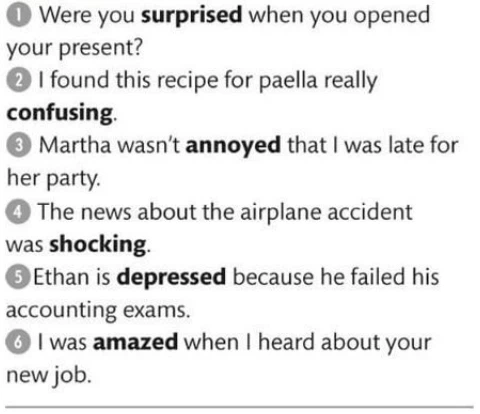 1 Were you surprised when you opened
your present?
2 I found this recipe for paella really
confusing.
3 Martha wasn't annoyed that I was late for
her party.
4 The news about the airplane accident
was shocking.
5 Ethan is depressed because he failed his
accounting exams.
6 I was amazed when I heard about your
new job.